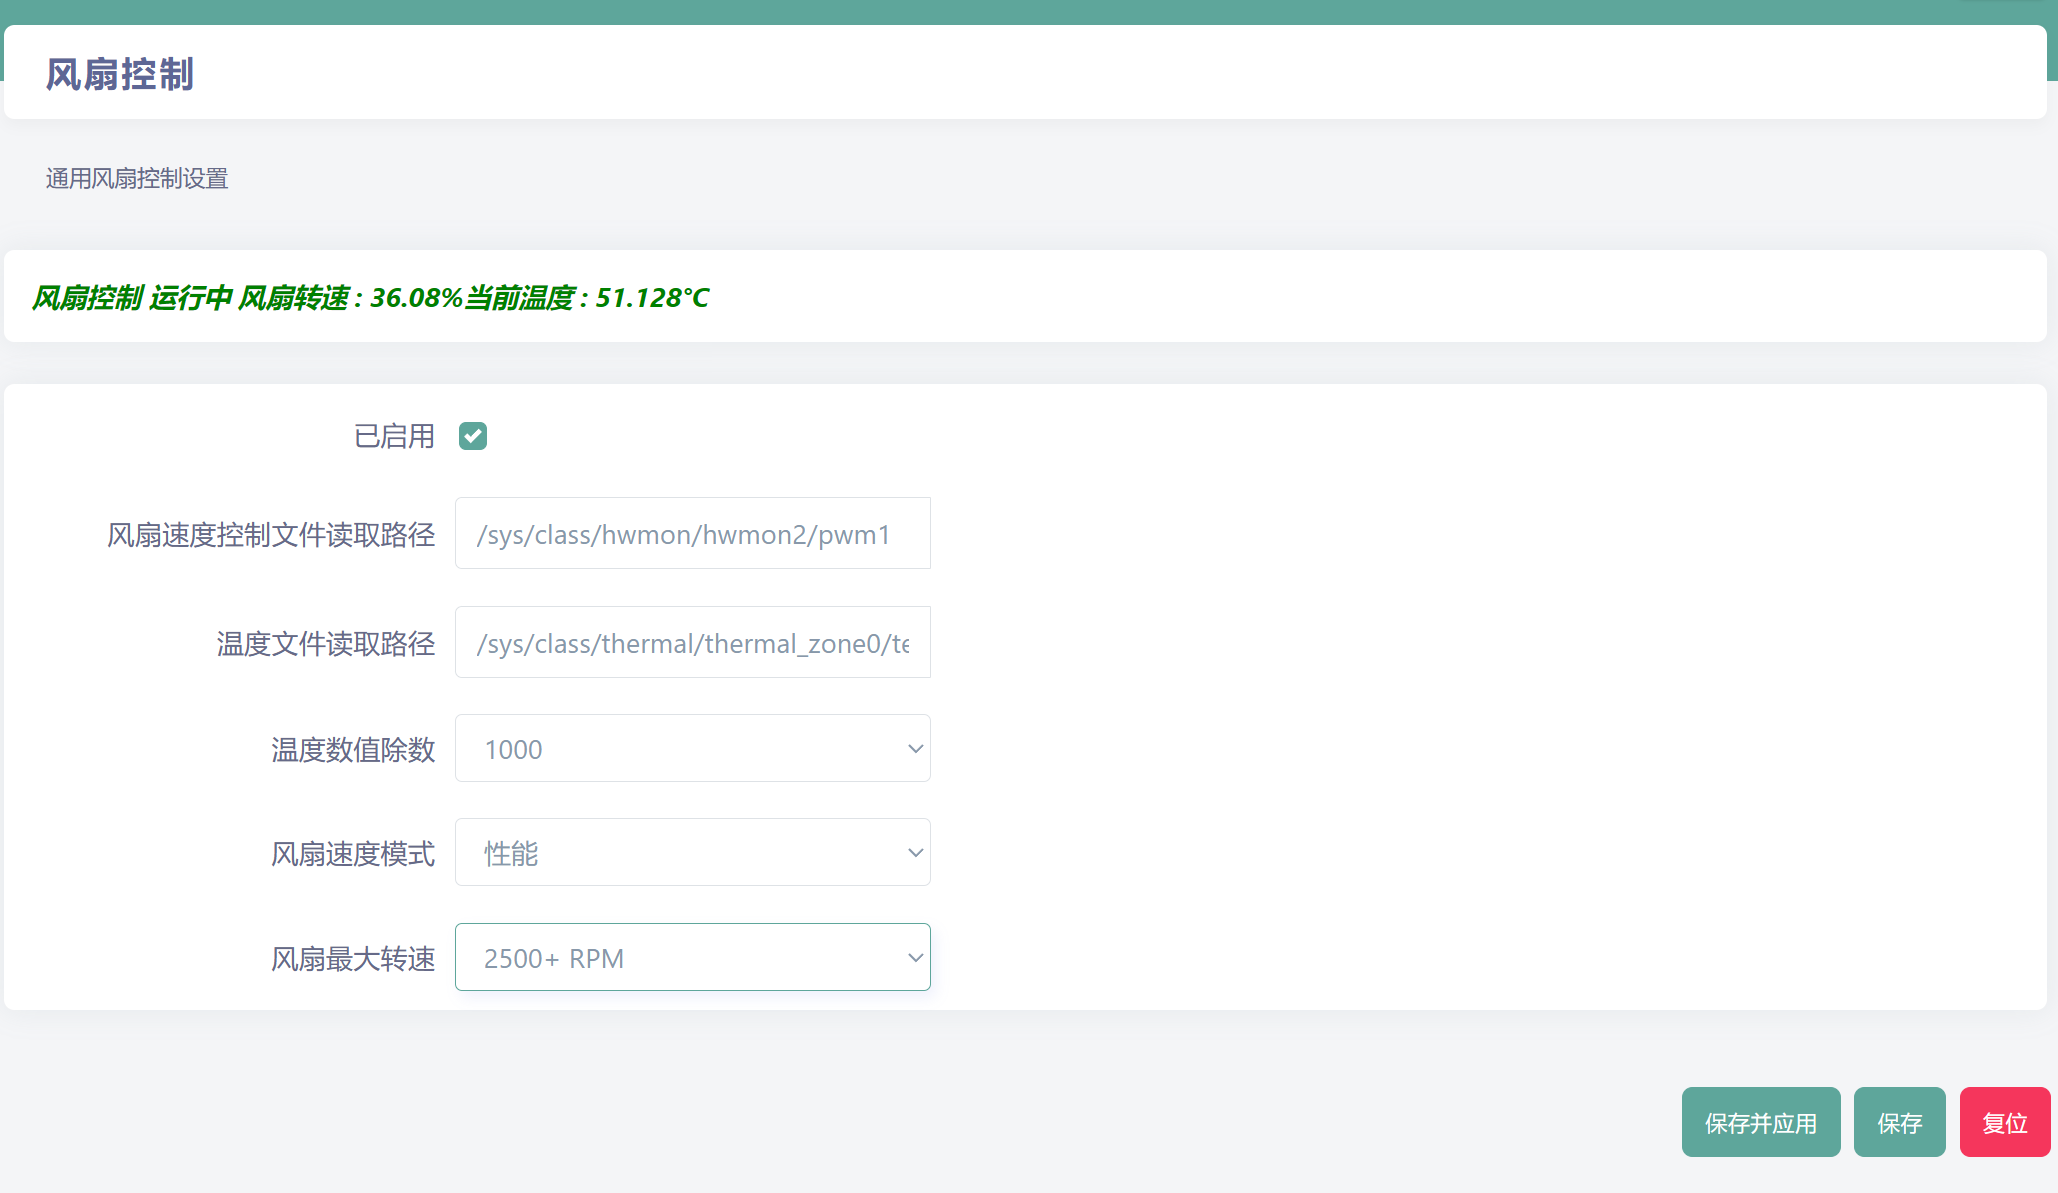 风扇控制
通用风扇控制设置
风扇控制 运行中 风扇转速 : 36.08%当前温度 : 51.128°C
已启用
风扇速度控制文件读取路径 /sys/class/hwmon/hwmon2/pwm1
温度文件读取路径 /sys/class/thermal/thermal_zone0/te
温度数值除数 1000
风扇速度模式 性能
风扇最大转速 2500+ RPM
保存并应用 保存 复位